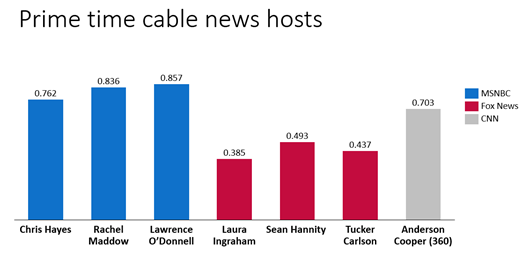 Prime time cable news hosts
0.762
0.836
0.857
0.385
0.493
0.437
0.703
MSNBC
Fox News
CNN
Chris Hayes
Rachel
Maddow
Lawrence
O'Donnell
Laura
Ingraham
Sean Hannity
Tucker
Carlson
Anderson
Cooper (360)